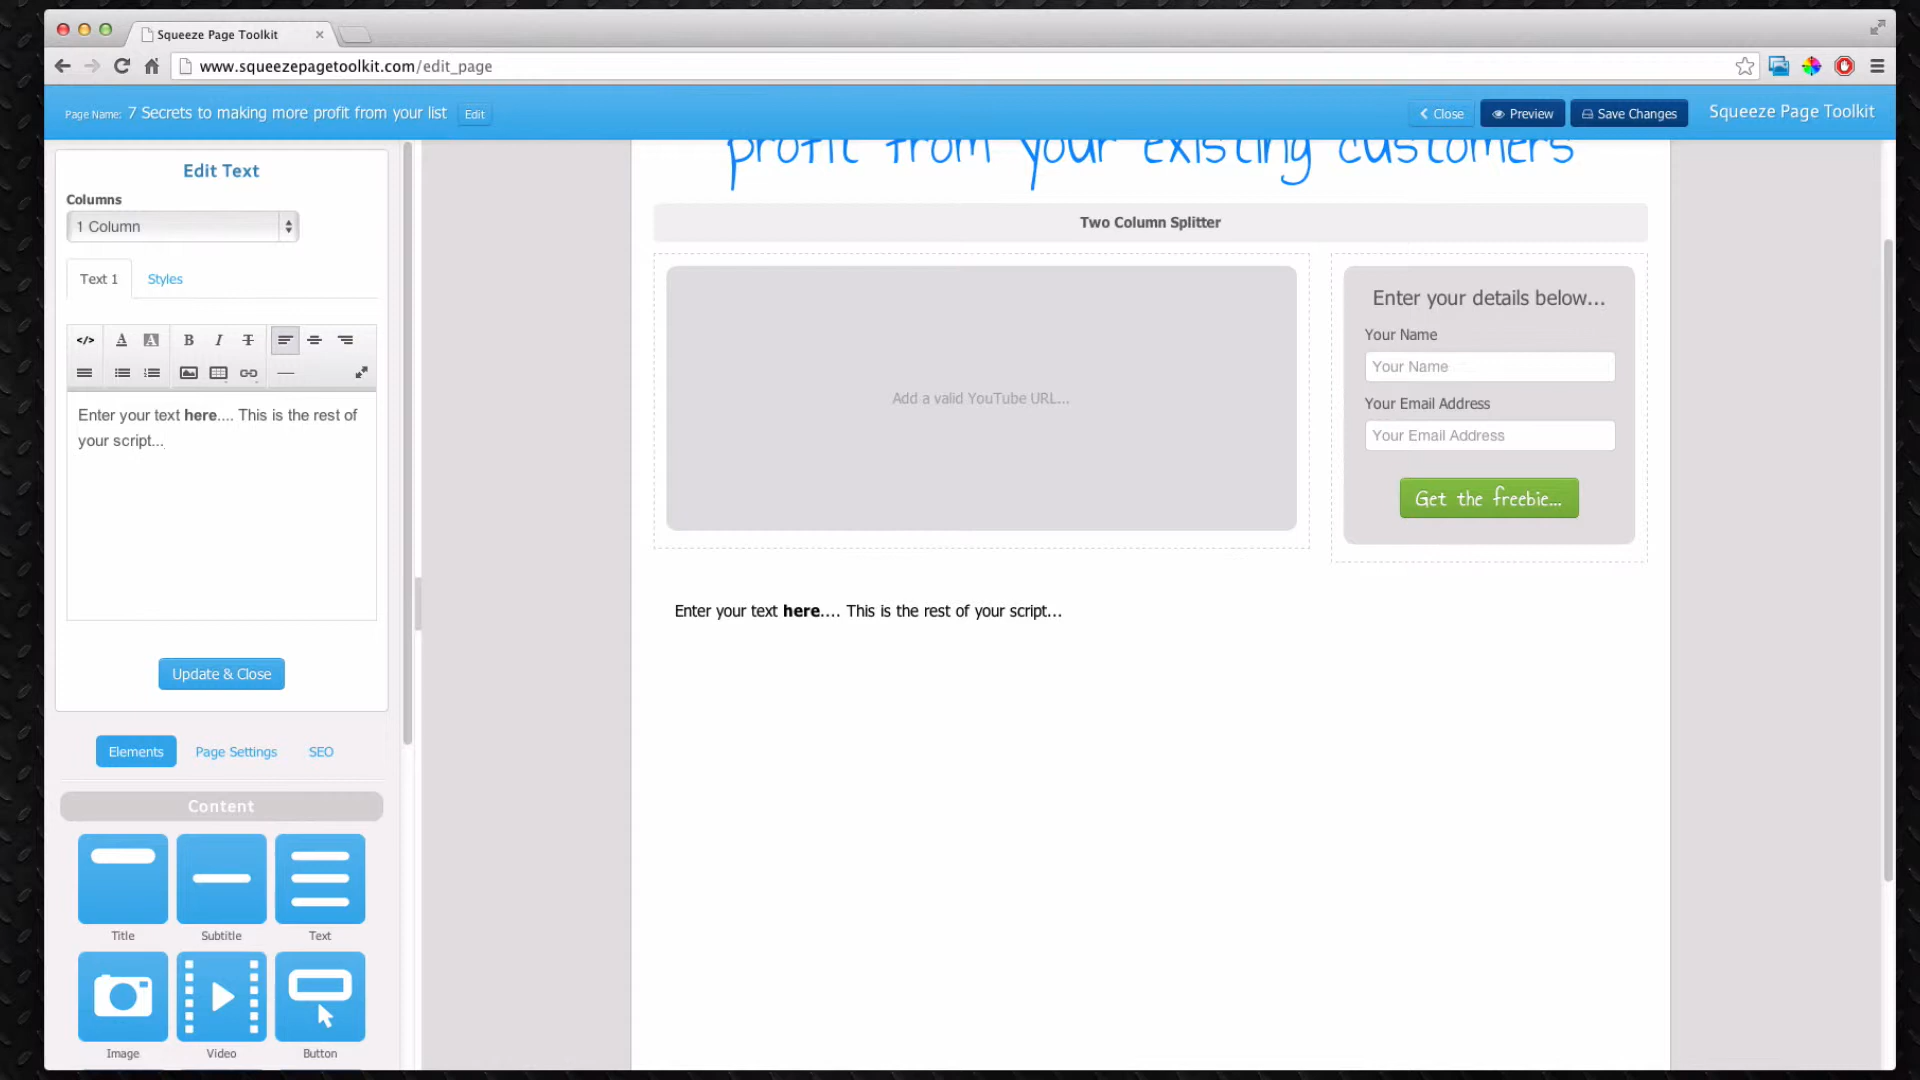 Squeeze Page Toolkit
www.squeezepagetoolkit.com/edit_page
Page Name: 7 Secrets to making more profit from your list Edit
Close Preview Save Changes Squeeze Page Toolkit
Edit Text
Columns
1 Column
Text 1 Styles
Enter your text here.... This is the rest of
your script...
Update & Close
Elements Page Settings SEO
Content
Title Subtitle Text
Image Video Button
profit from your existing customers
Two Column Splitter
Add a valid YouTube URL...
Enter your details below...
Your Name
Your Name
Your Email Address
Your Email Address
Get the freebie...
Enter your text here.... This is the rest of your script...